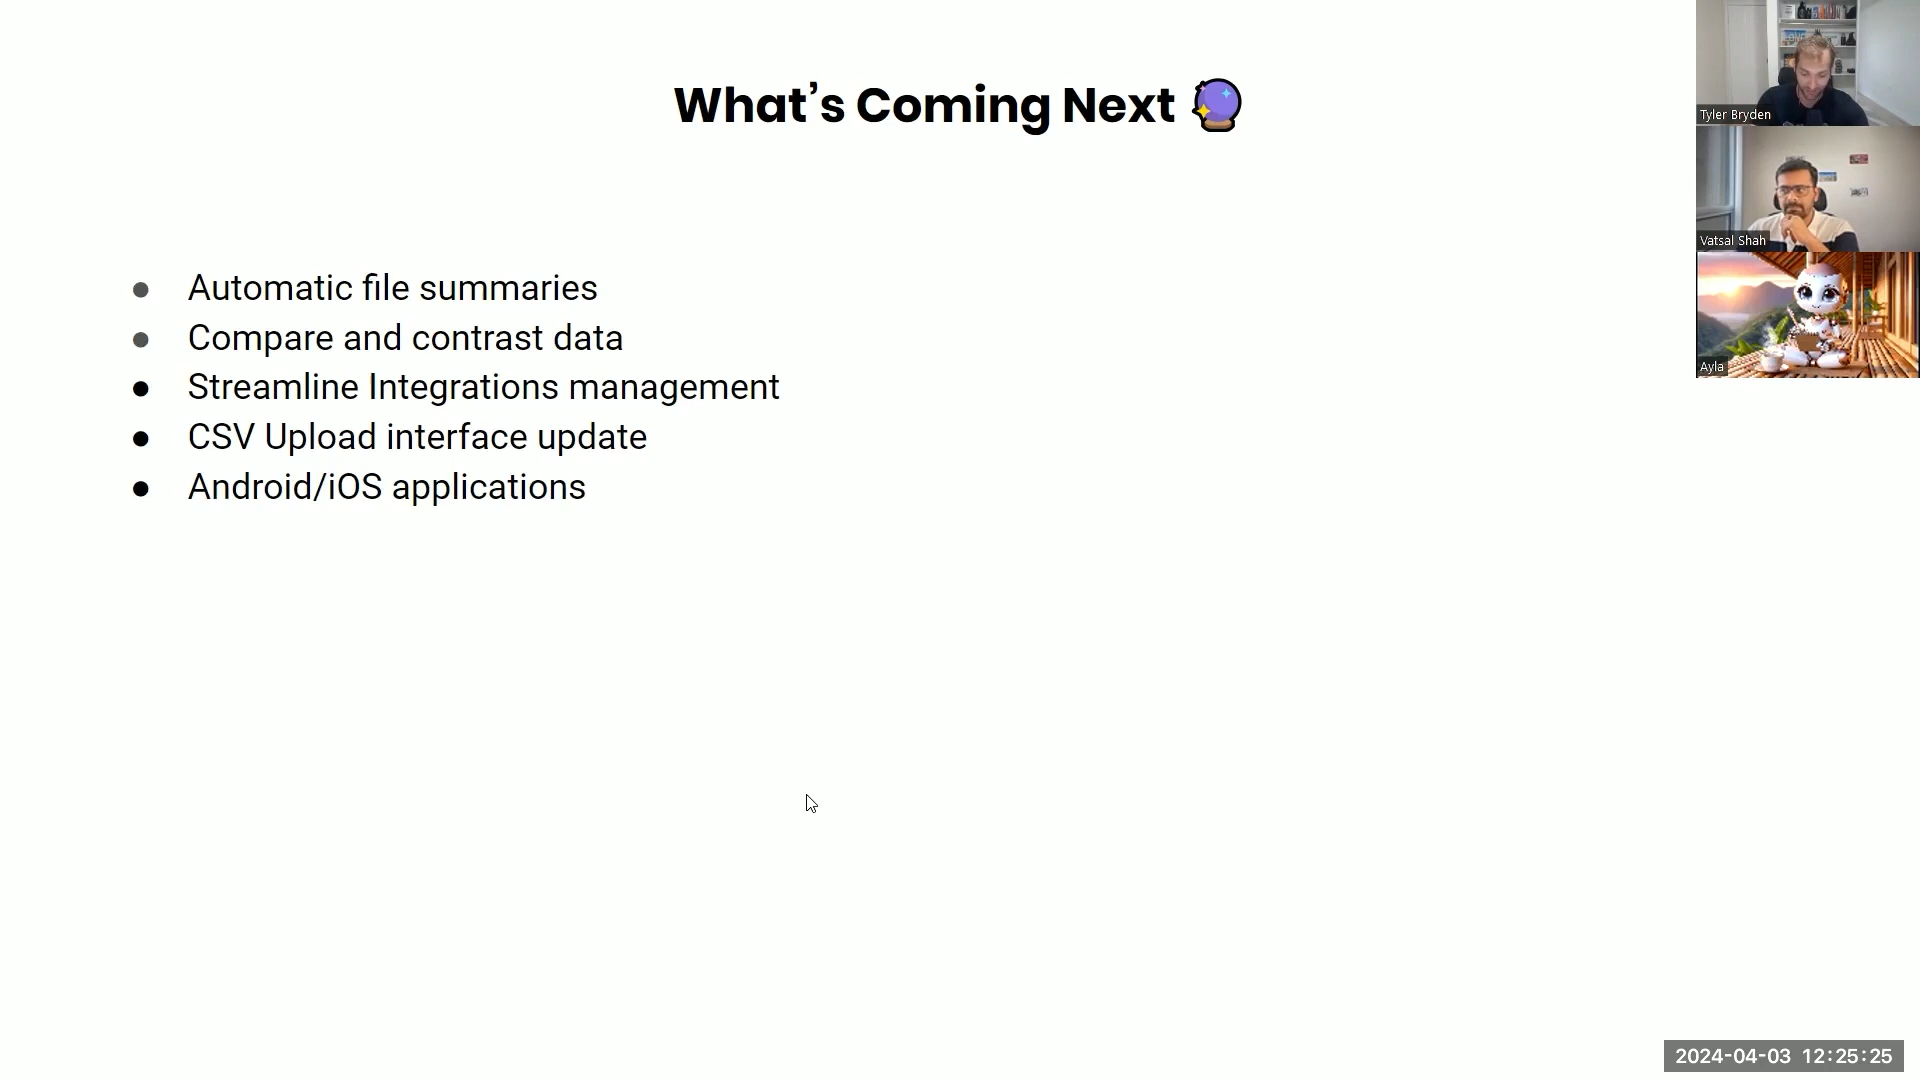 What's Coming Next 🔮
● Automatic file summaries
● Compare and contrast data
● Streamline Integrations management
● CSV Upload interface update
● Android/iOS applications
Tyler Bryden
Vatsal Shah
Ayla
2024-04-03 12:25:25